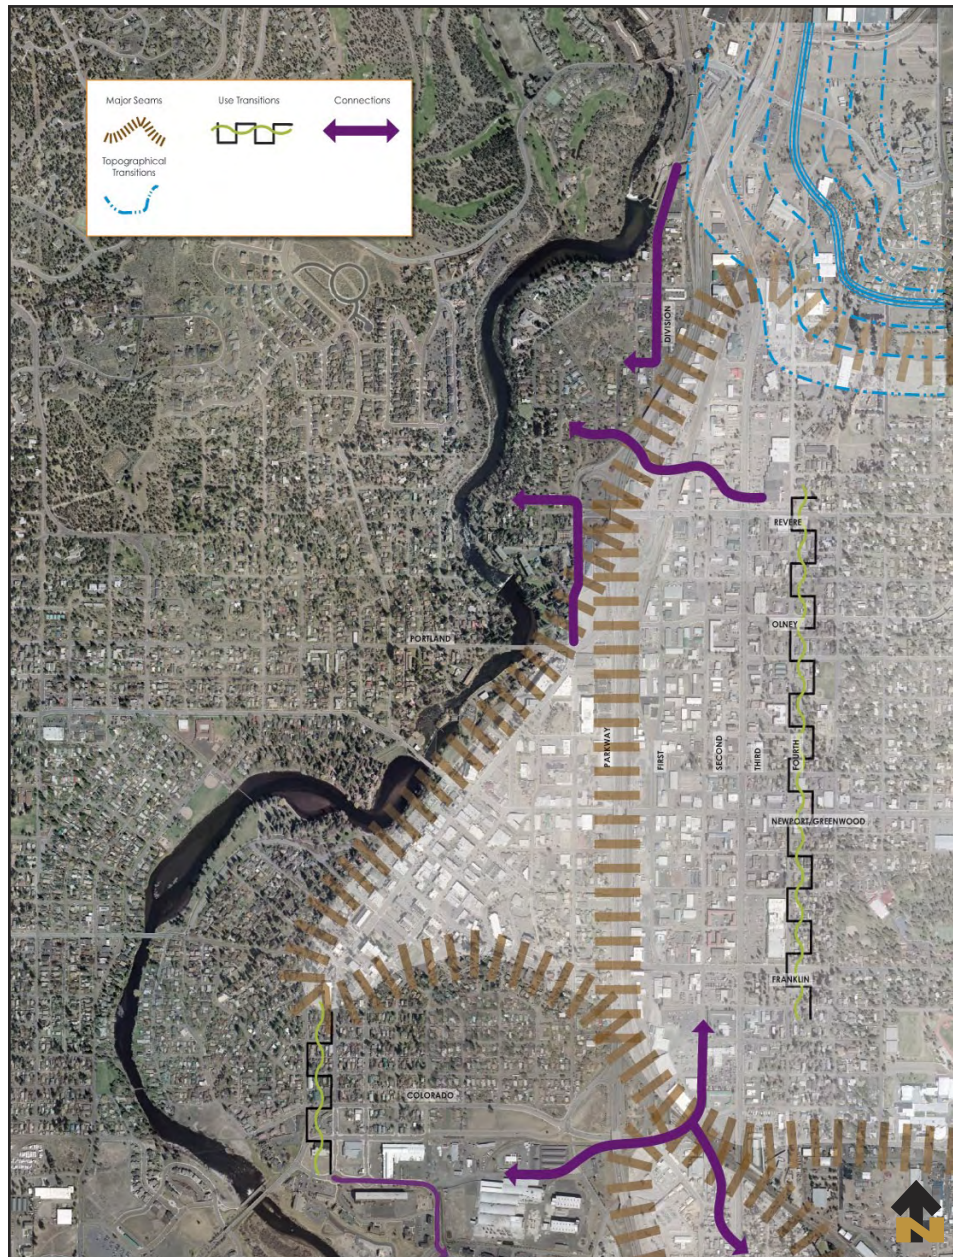 Major Seams
Use Transitions
Connections
Topographical
Transitions
DIVISION
REVERE
OLNEY
PORTLAND
PARKWAY
FIRST
SECOND
THIRD
FOURTH
NEWPORT/GREENWOOD
FRANKLIN
COLORADO
N